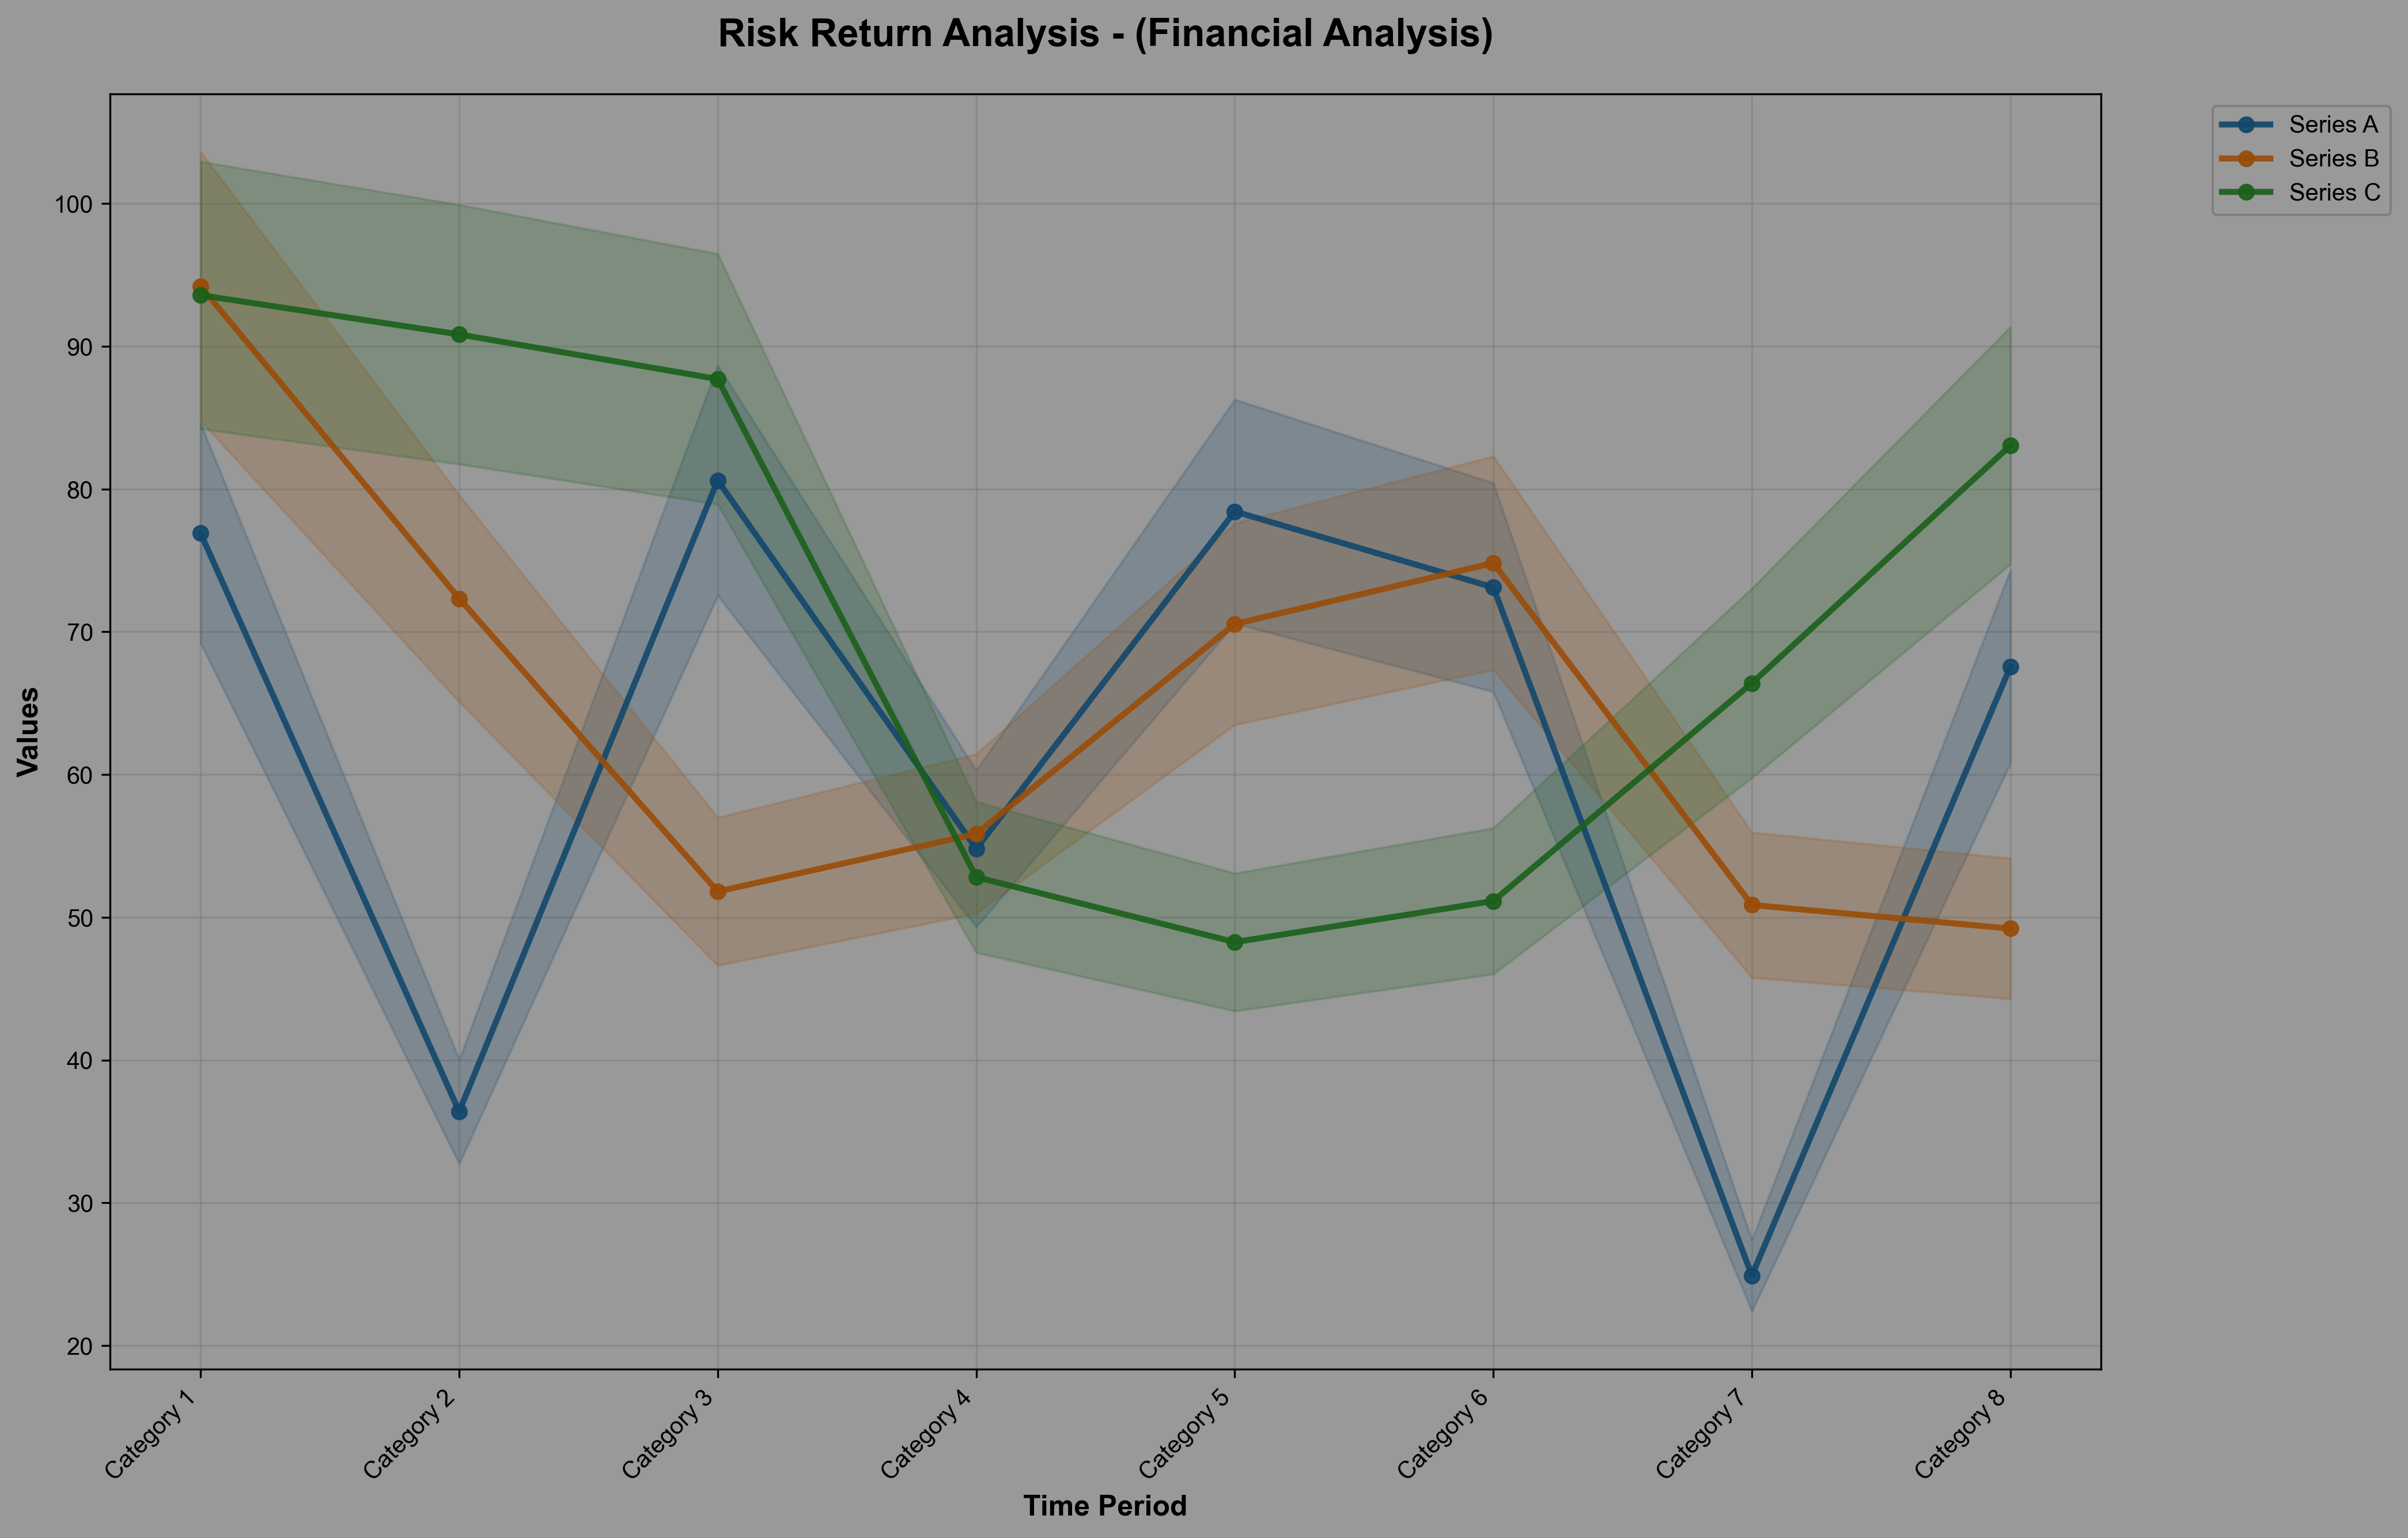 Risk Return Analysis - (Financial Analysis)
Series A
Series B
Series C
Values
100
90
80
70
60
50
40
30
20
Category 1
Category 2
Category 3
Category 4
Category 5
Category 6
Category 7
Category 8
Time Period